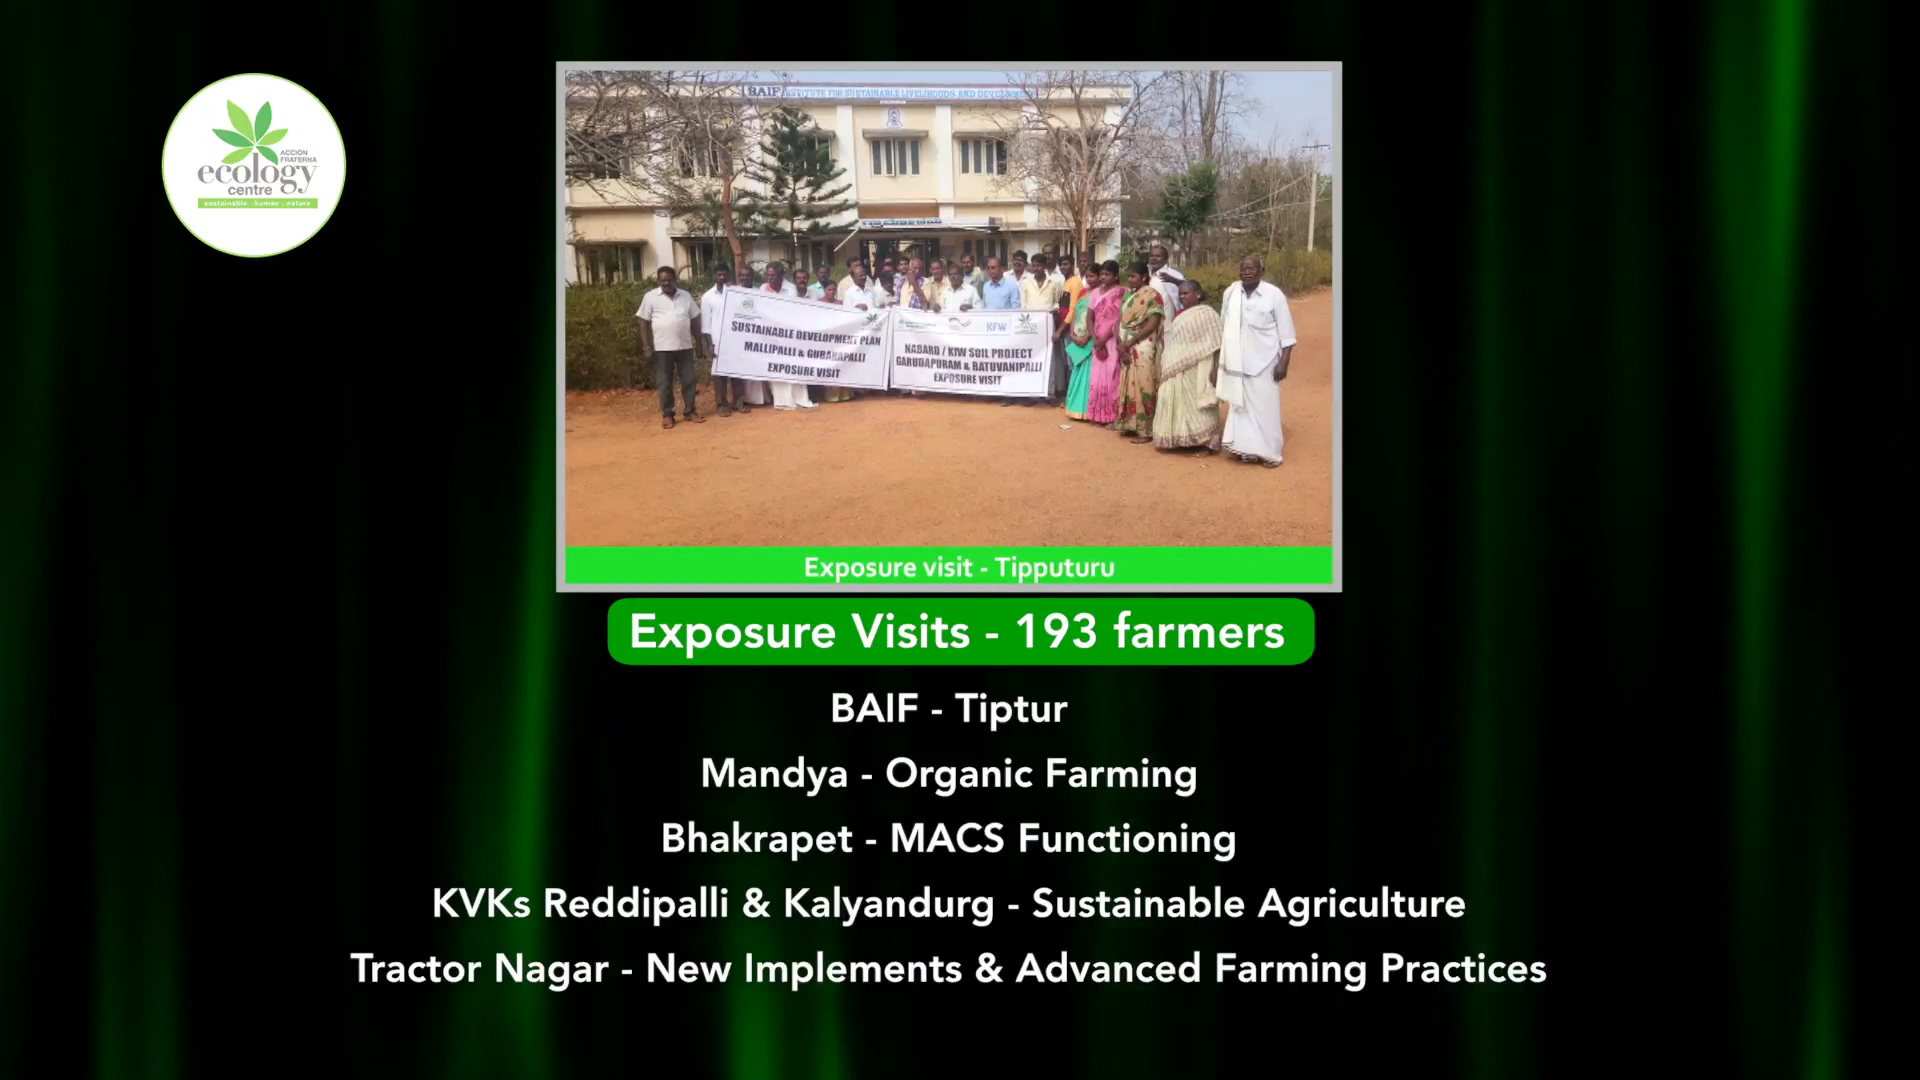 ACCION
FRATERNA
ecology
centre
sustainable . human . nature
BAIF INSTITUTE FOR SUSTAINABLE LIVELIHOODS AND DEVELOPMENT
SUSTAINABLE DEVELOPMENT PLAN
MALLIPALLI &
EXPOSURE VISIT
KFW
NABARD / KfW SOIL PROJECT
GARUDAPURAM & BATUVANIPALLI
EXPOSURE VISIT
Exposure visit - Tipputuru
Exposure Visits - 193 farmers
BAIF - Tiptur
Mandya - Organic Farming
Bhakrapet - MACS Functioning
KVKs Reddipalli & Kalyandurg - Sustainable Agriculture
Tractor Nagar - New Implements & Advanced Farming Practices